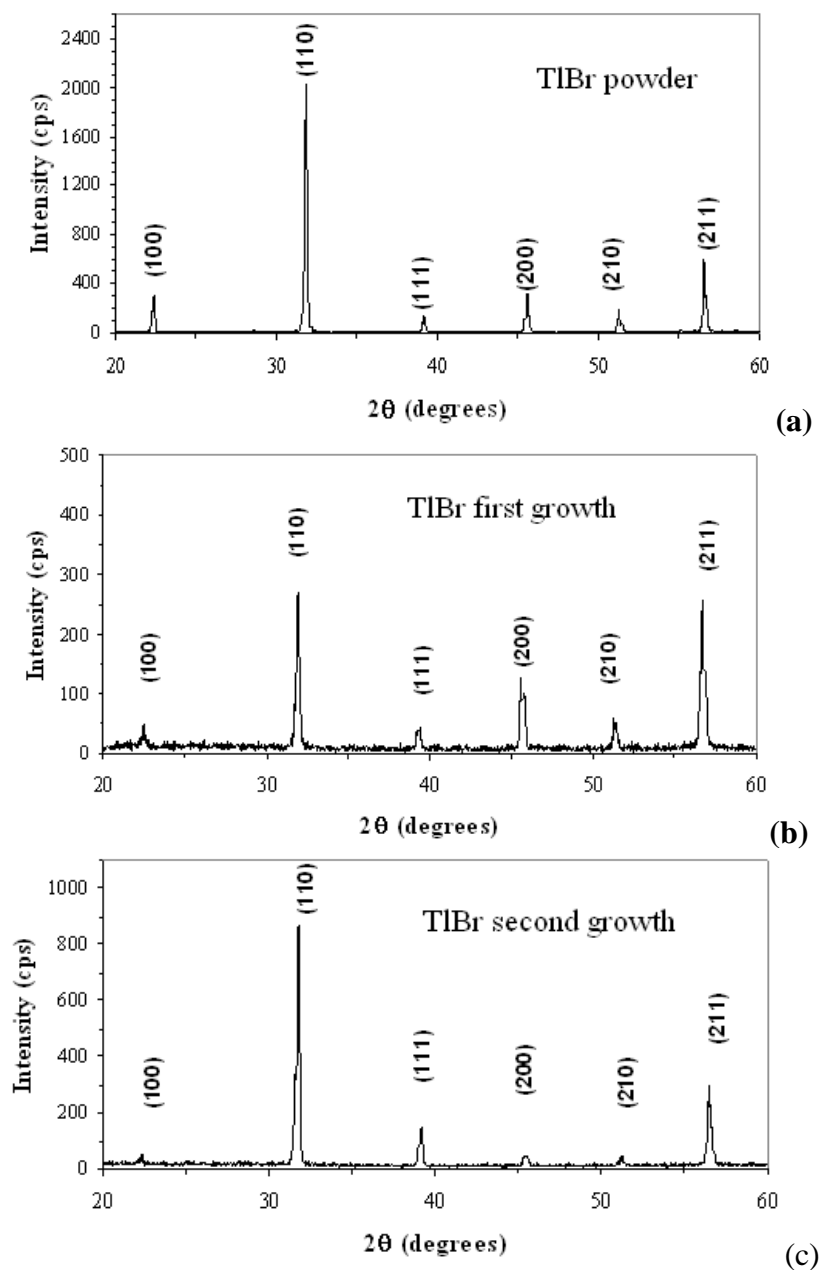 2600
2400
2000
1600
1200
800
400
0
Intensity (cps)
TlBr powder
(100)
(110)
(111)
(200)
(210)
(211)
20 30 40 50 60
2θ (degrees)
(a)
500
400
300
200
100
0
Intensity (cps)
TlBr first growth
(100)
(110)
(111)
(200)
(210)
(211)
20 30 40 50 60
2θ (degrees)
(b)
1000
800
600
400
200
0
Intensity (cps)
TlBr second growth
(100)
(110)
(111)
(200)
(210)
(211)
20 30 40 50 60
2θ (degrees)
(c)